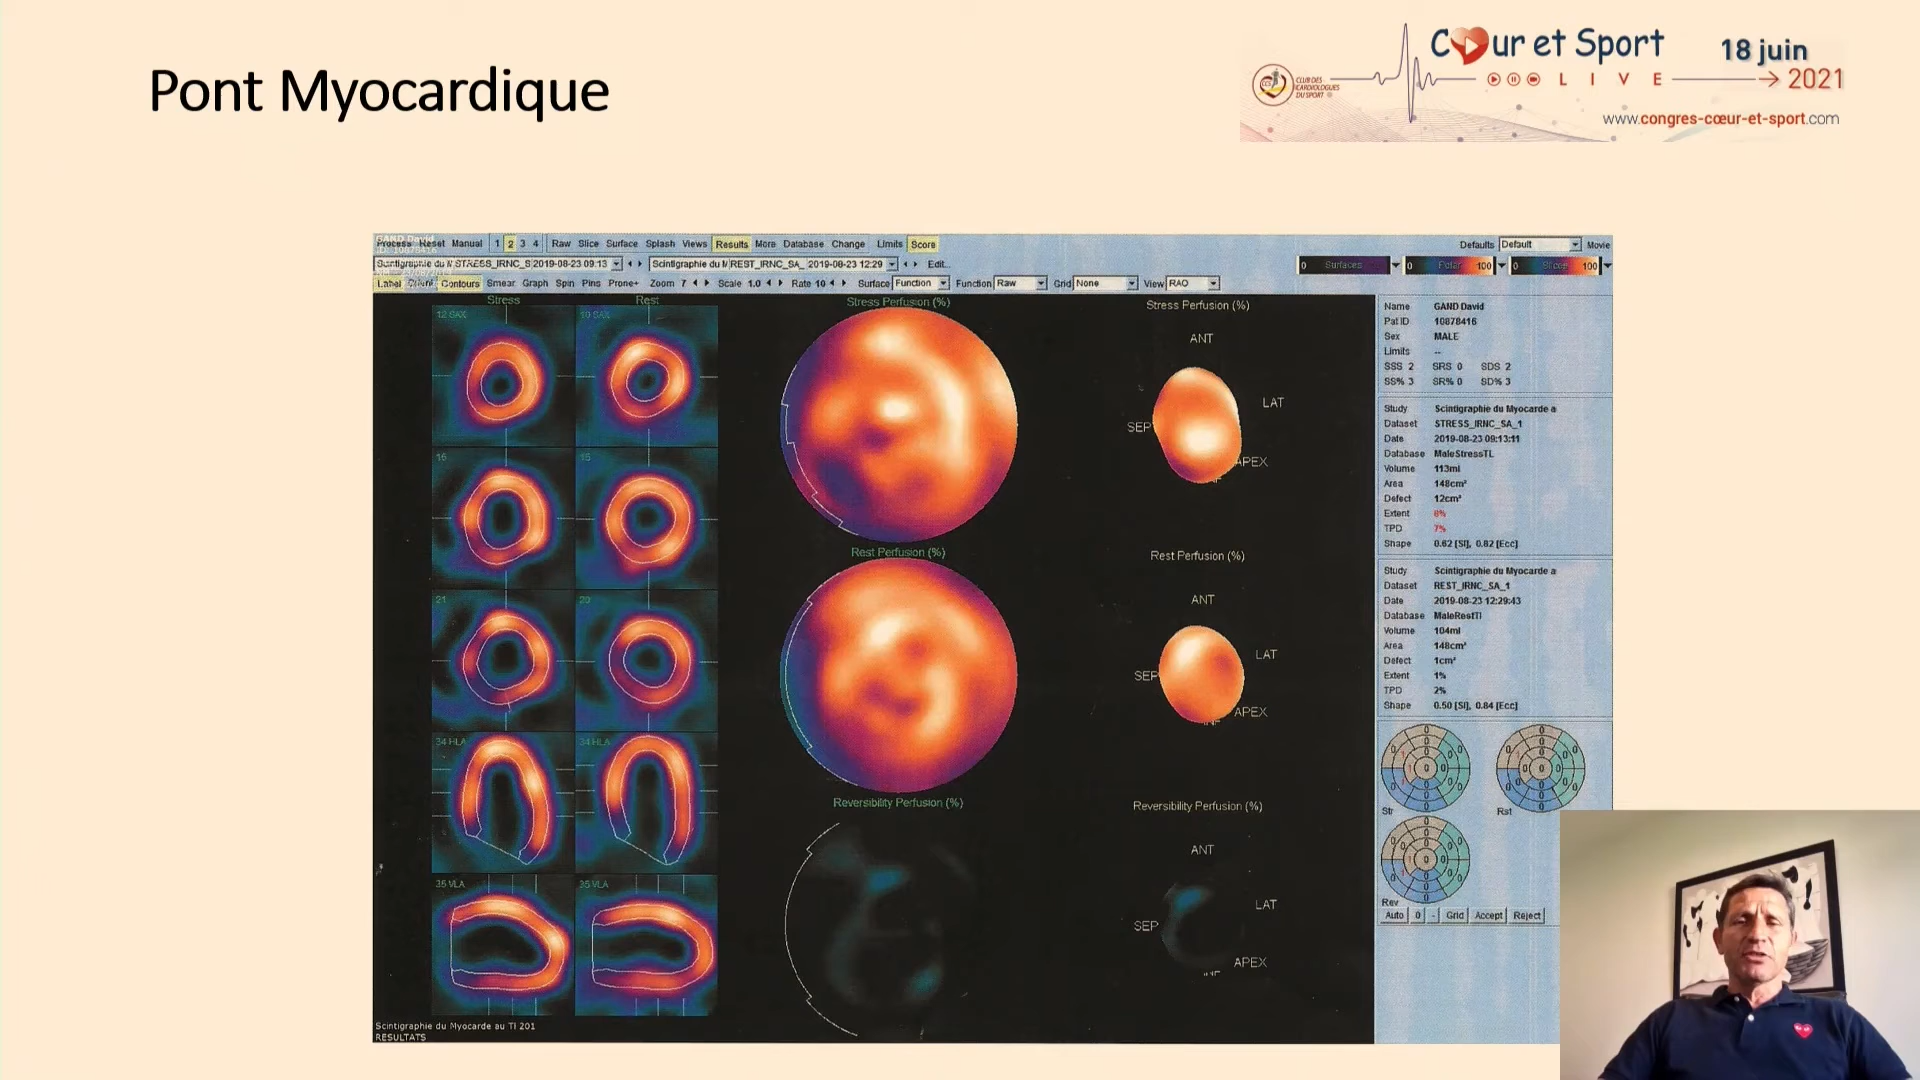 Pont Myocardique
Cœur et Sport
LIVE
18 juin
2021
CLUB DES
CARDIOLOGUES
DU SPORT
www.congres-cœur-et-sport.com
Process Reset Manual 1 2 3 4 Raw Slice Surface Splash Views Results More Database Change Limits Score
Defaults Default Movie
STRESS_IRNC_S 2019-08-23 09:13
Scintigraphie du M REST_IRNC_SA_ 2019-08-23 12:29 Edit...
0 Surfaces 0 Polar 100 0 Slices 100
Label Contours Smear Graph Spin Pins Prone+ Zoom 7 Scale 1.0 Rate 10 Surface Function Function Raw Grid None View RAO
Stress Rest
12 SAX 10 SAX
16 15
21 20
34 HLA 34 HLA
35 VLA 35 VLA
Scintigraphie du Myocarde au Tl 201
RESULTATS
Stress Perfusion (%)
Rest Perfusion (%)
Reversibility Perfusion (%)
Stress Perfusion (%)
ANT
LAT
SEP
APEX
Rest Perfusion (%)
ANT
LAT
SEP
APEX
INF
Reversibility Perfusion (%)
ANT
LAT
SEP
APEX
Name GAND David
Pat ID 10878416
Sex MALE
Limits --
SSS 2 SRS 0 SDS 2
SS% 3 SR% 0 SD% 3
Study Scintigraphie du Myocarde a
Dataset STRESS_IRNC_SA_1
Date 2019-08-23 09:13:11
Database MaleStressTL
Volume 113ml
Area 148cm²
Defect 12cm²
Extent 8%
TPD 7%
Shape 0.62 [SI], 0.82 [Ecc]
Study Scintigraphie du Myocarde a
Dataset REST_IRNC_SA_1
Date 2019-08-23 12:29:43
Database MaleRestTl
Volume 104ml
Area 148cm²
Defect 1cm²
Extent 1%
TPD 2%
Shape 0.50 [SI], 0.84 [Ecc]
Str Rst
Rev
Auto 0 - Grid Accept Reject